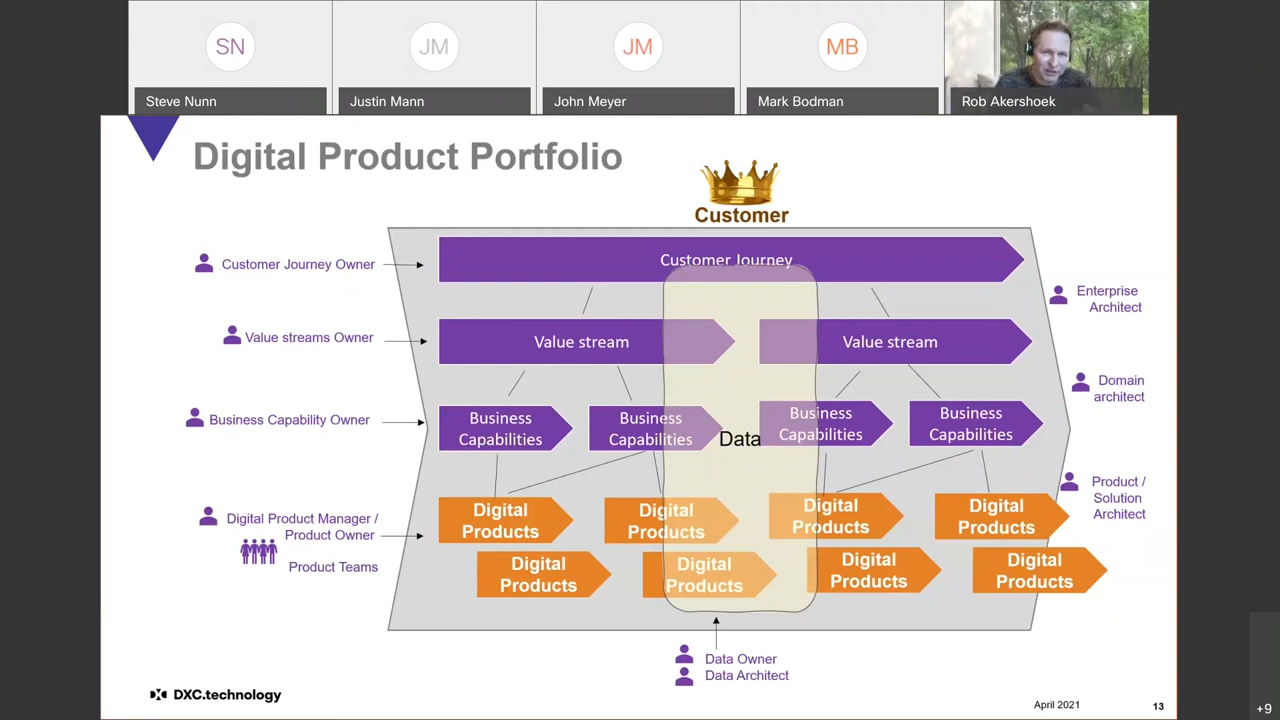 SN
JM
JM
MB
Steve Nunn
Justin Mann
John Meyer
Mark Bodman
Rob Akershoek
Digital Product Portfolio
Customer
Customer Journey Owner
Customer Journey
Enterprise
Architect
Value streams Owner
Value stream
Value stream
Domain
architect
Business Capability Owner
Business
Capabilities
Business
Capabilities
Data
Business
Capabilities
Business
Capabilities
Product /
Solution
Architect
Digital Product Manager /
Product Owner
Product Teams
Digital
Products
Digital
Products
Digital
Products
Digital
Products
Digital
Products
Digital
Products
Digital
Products
Digital
Products
Data Owner
Data Architect
DXC.technology
April 2021
13
+9